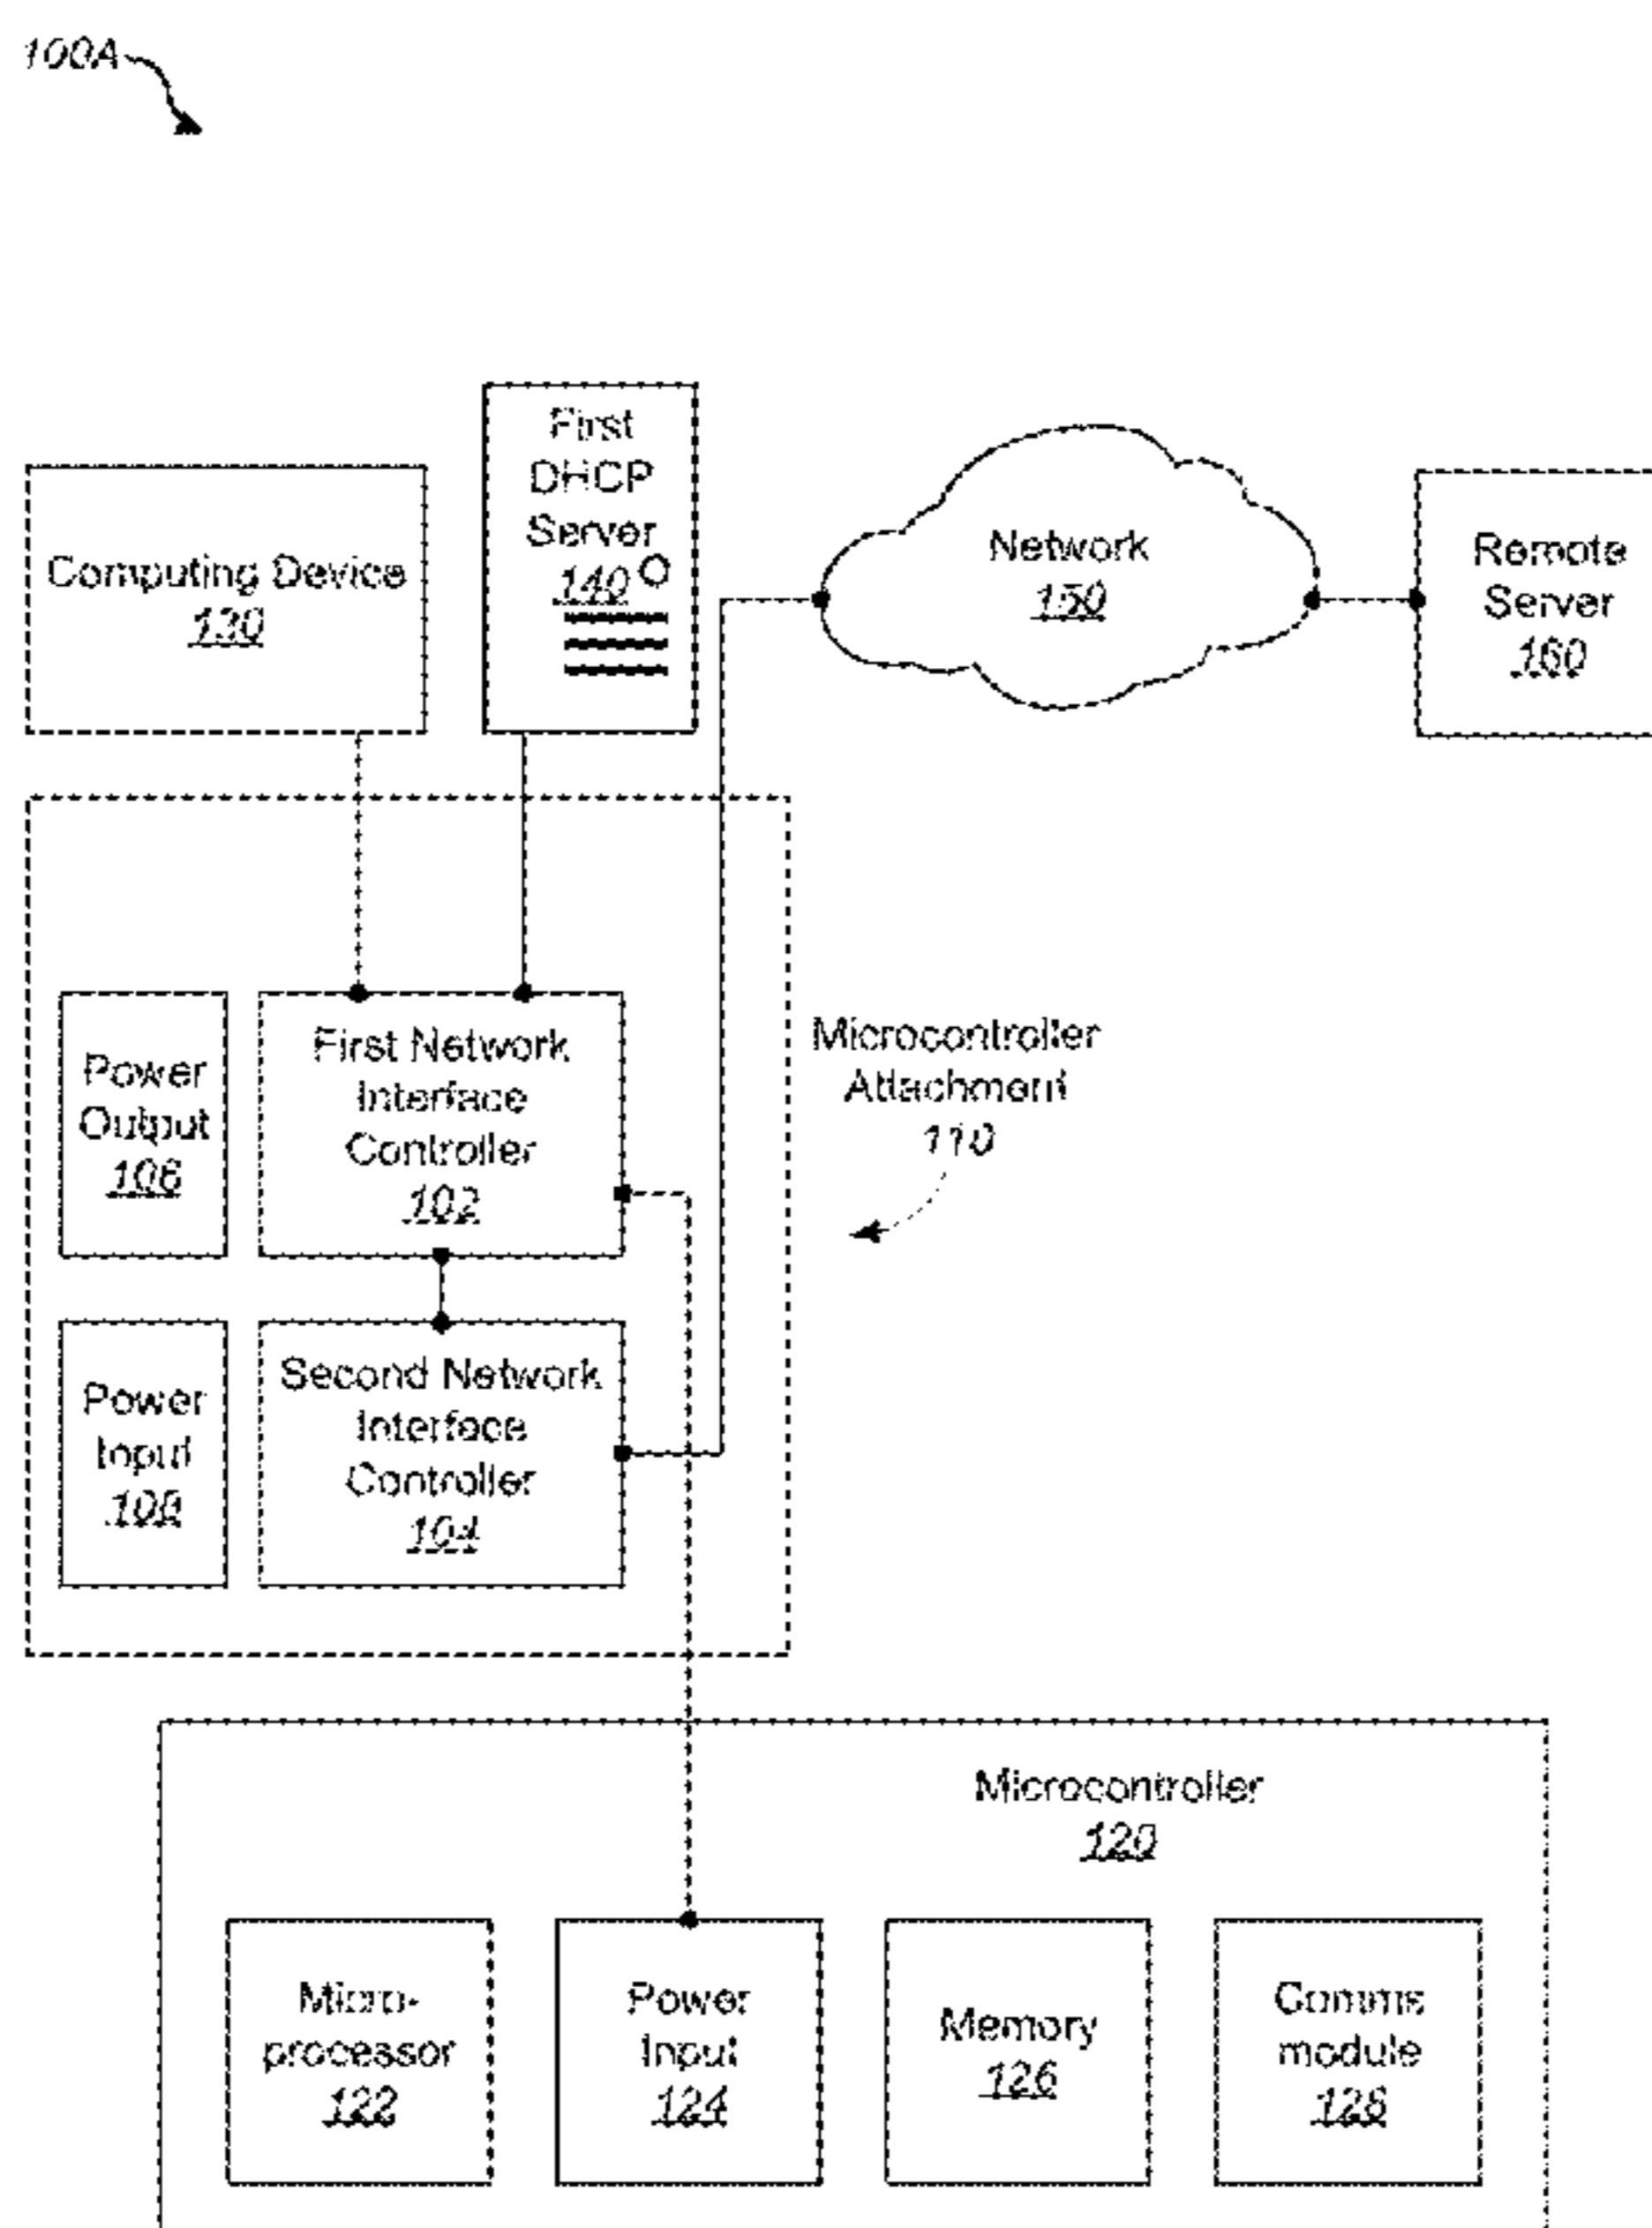 100A
First
DHCP
Server
140
Computing Device
130
Network
150
Remote
Server
160
Power
Output
106
First Network
Interface
Controller
102
Microcontroller
Attachment
110
Power
Input
108
Second Network
Interface
Controller
104
Microcontroller
120
Micro-
processor
122
Power
Input
124
Memory
126
Comms
module
128